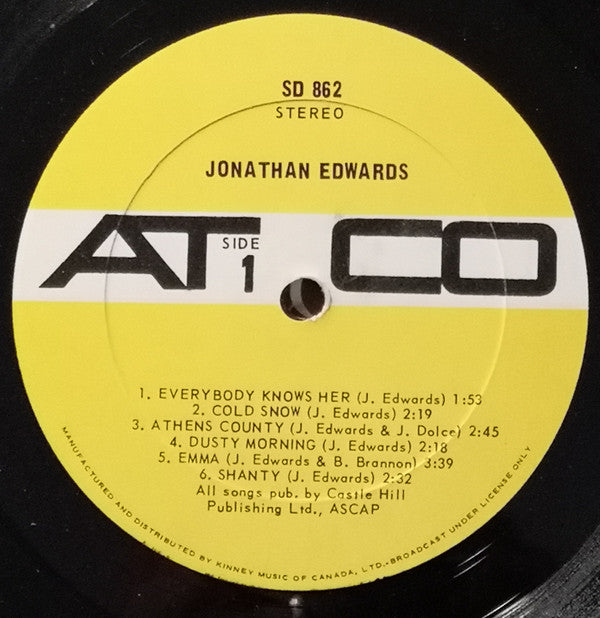 SD 862
STEREO
JONATHAN EDWARDS
ATCO
SIDE
1
1. EVERYBODY KNOWS HER (J. Edwards) 1:53
2. COLD SNOW (J. Edwards) 2:19
3. ATHENS COUNTY (J. Edwards & J. Dolce) 2:45
4. DUSTY MORNING (J. Edwards) 2:18
5. EMMA (J. Edwards & B. Brannon) 3:39
6. SHANTY (J. Edwards) 2:32
All songs pub. by Castle Hill
Publishing Ltd., ASCAP
MANUFACTURED AND DISTRIBUTED BY KINNEY MUSIC OF CANADA, LTD.-BROADCAST UNDER LICENSE ONLY